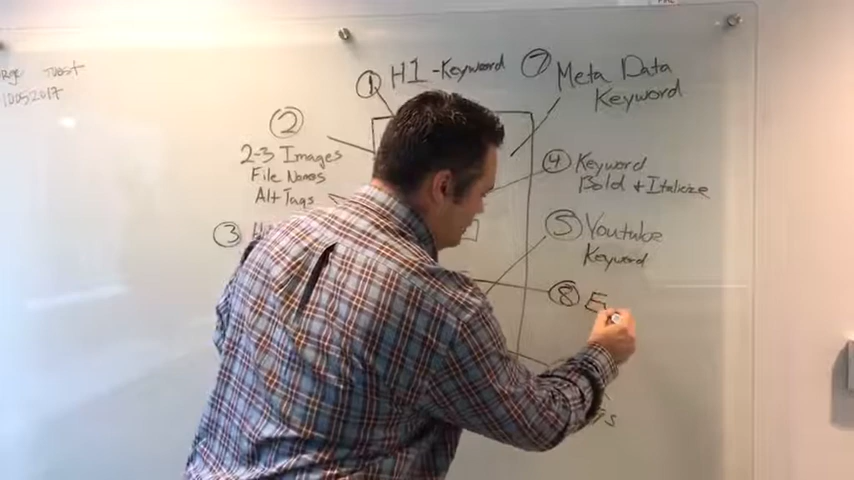 10052017
① H1 -Keyword
⑦ Meta Data
Keyword
②
2-3 Images
File Names
Alt Tags
④ Keyword
Bold & Italicize
③
⑤ Youtube
Keyword
⑧ E